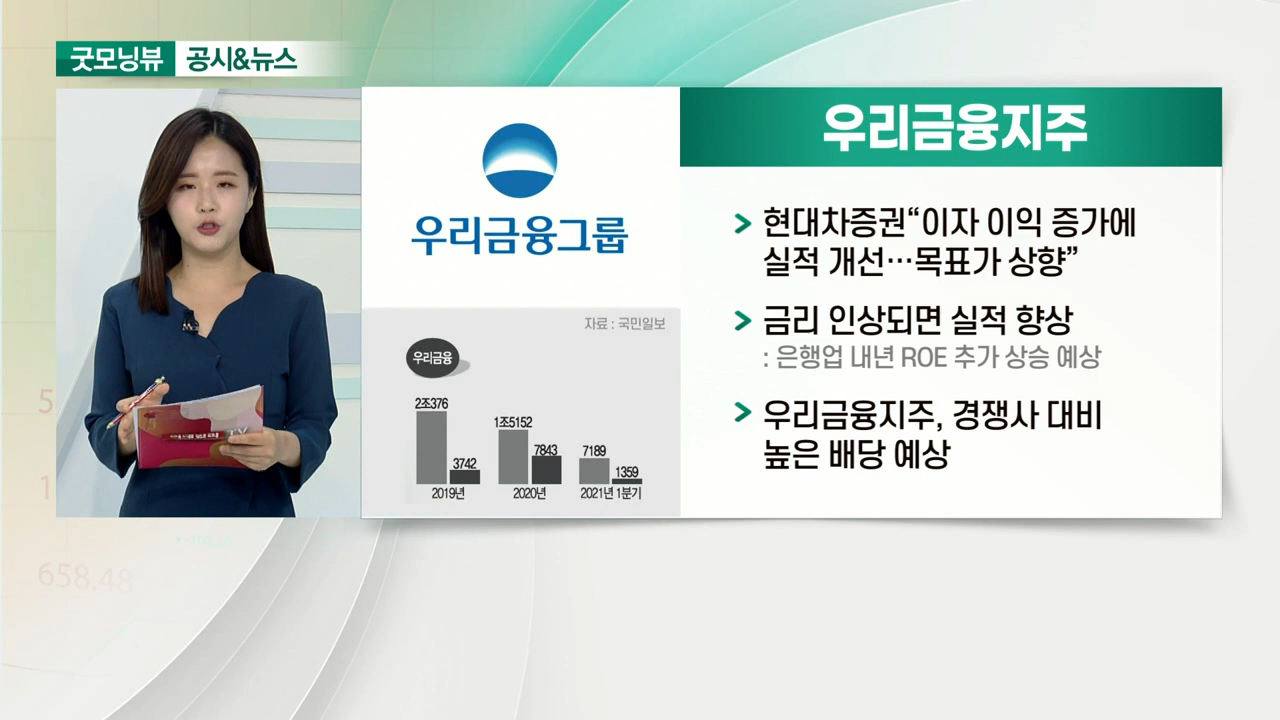 굿모닝뷰 공시&뉴스
우리금융그룹
자료 : 국민일보
우리금융
2조376
3742
2019년
1조5152
7843
2020년
7189
1359
2021년 1분기
우리금융지주
현대차증권“이자 이익 증가에
실적 개선…목표가 상향”
금리 인상되면 실적 향상
: 은행업 내년 ROE 추가 상승 예상
우리금융지주, 경쟁사 대비
높은 배당 예상
658.48